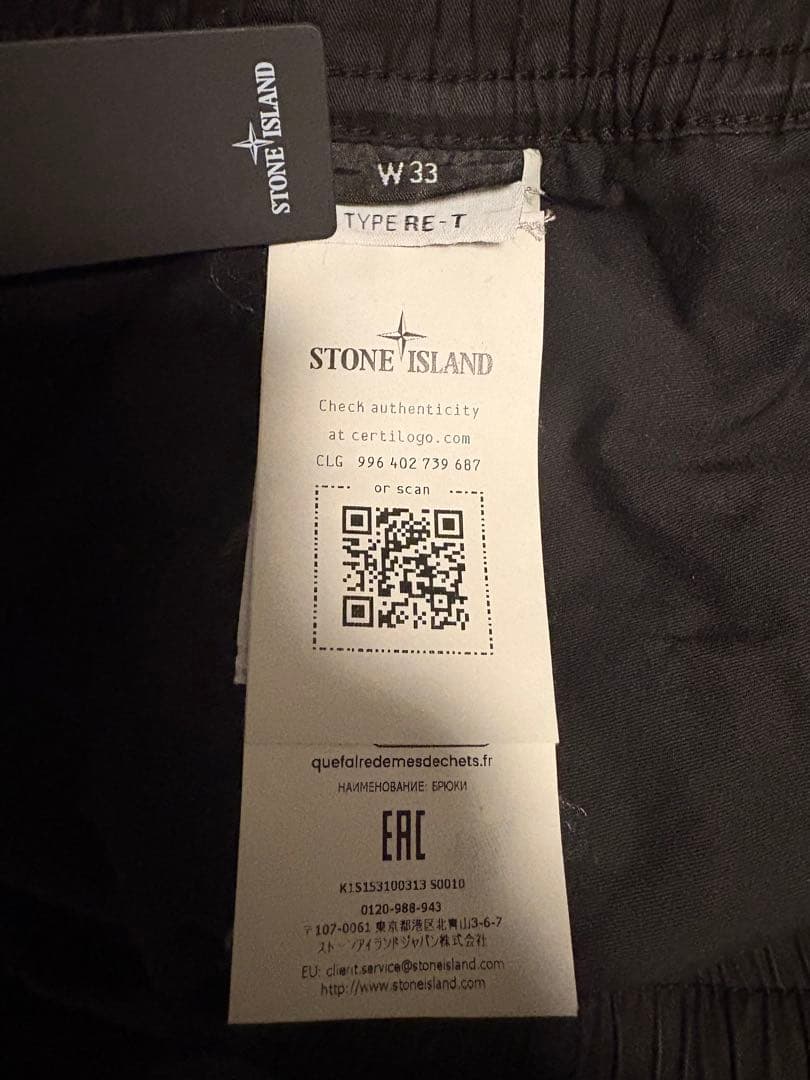 STONE ISLAND
W 33
TYPE RE-T
STONE ISLAND
Check authenticity
at certilogo.com
CLG 996 402 739 687
or scan
quefairedemesdechets.fr
НАИМЕНОВАНИЕ: БРЮКИ
EAC
K1S153100313 S0010
0120-988-943
〒107-0061 東京都港区北青山3-6-7
ストーンアイランドジャパン株式会社
EU: client.service@stoneisland.com
http://www.stoneisland.com